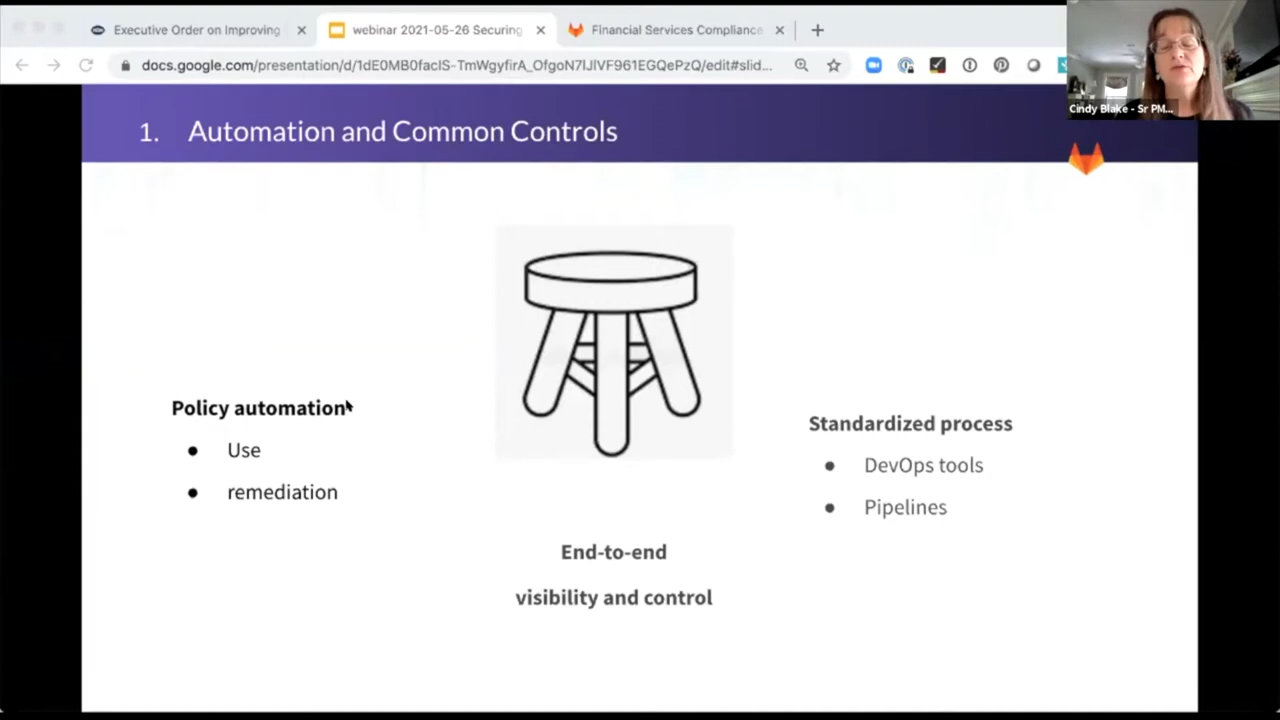 Executive Order on Improving
webinar 2021-05-26 Securing
Financial Services Compliance
docs.google.com/presentation/d/1dE0MB0facIS-TmWgyfirA_OfgoN7IJIVF961EGQePzQ/edit#slid...
Cindy Blake - Sr PM...
1. Automation and Common Controls
Policy automation
● Use
● remediation
Standardized process
● DevOps tools
● Pipelines
End-to-end
visibility and control